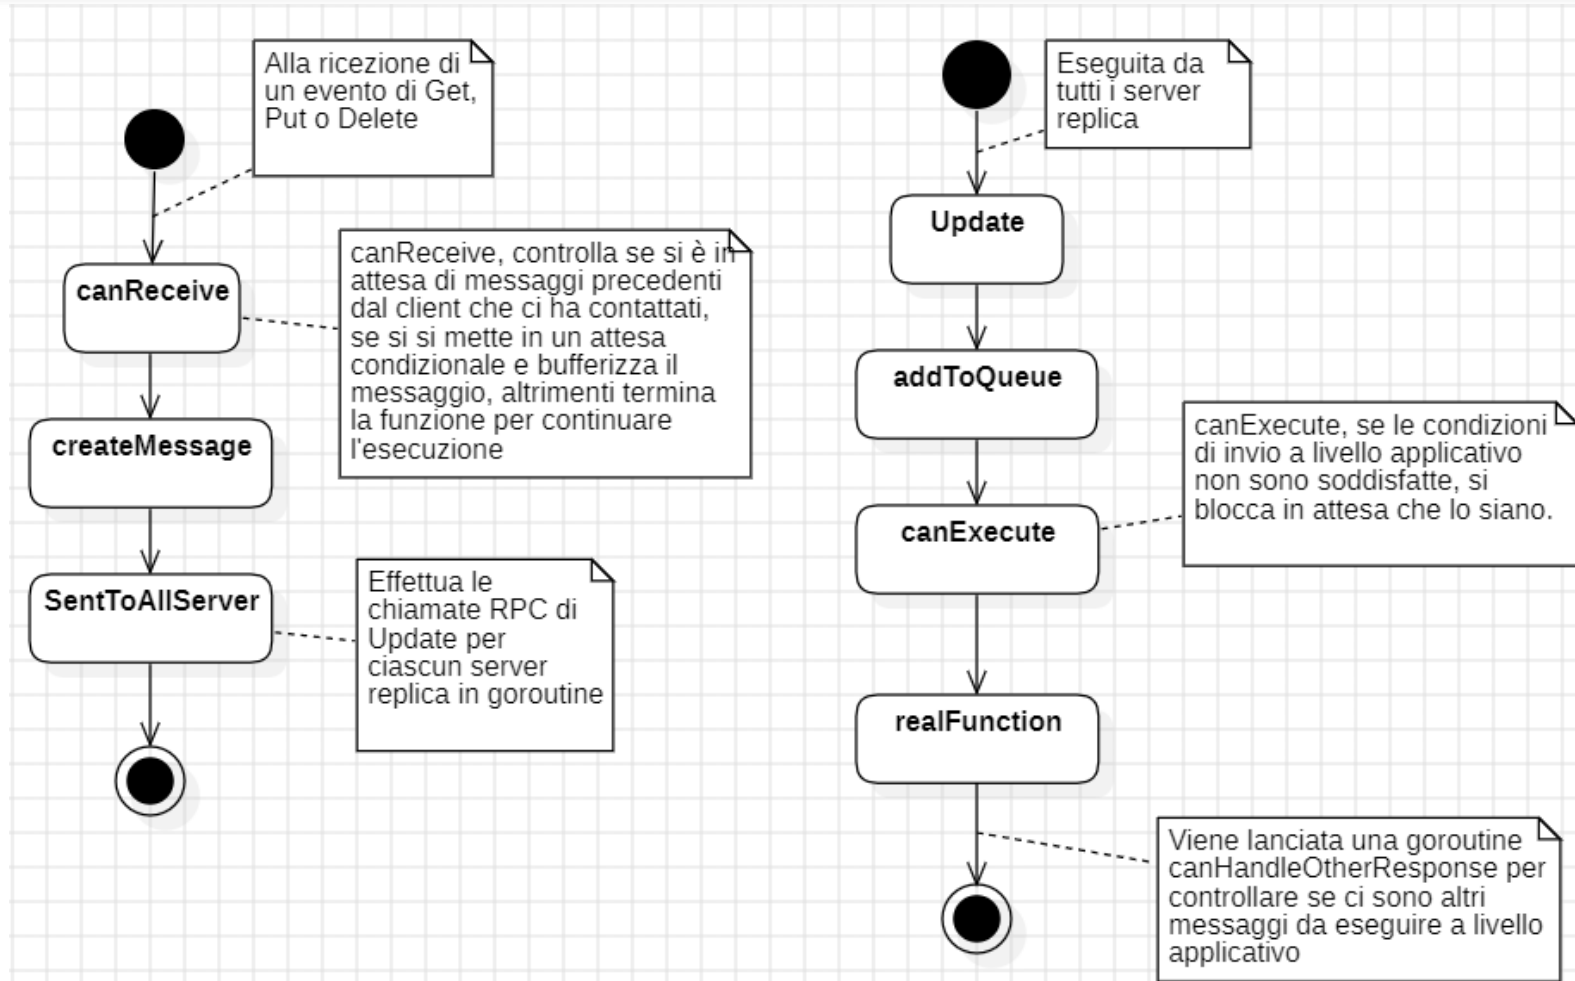 Alla ricezione di
un evento di Get,
Put o Delete
canReceive
canReceive, controlla se si è in
attesa di messaggi precedenti
dal client che ci ha contattati,
se si si mette in un attesa
condizionale e bufferizza il
messaggio, altrimenti termina
la funzione per continuare
l'esecuzione
createMessage
SentToAllServer
Effettua le
chiamate RPC di
Update per
ciascun server
replica in goroutine
Eseguita da
tutti i server
replica
Update
addToQueue
canExecute
canExecute, se le condizioni
di invio a livello applicativo
non sono soddisfatte, si
blocca in attesa che lo siano.
realFunction
Viene lanciata una goroutine
canHandleOtherResponse per
controllare se ci sono altri
messaggi da eseguire a livello
applicativo